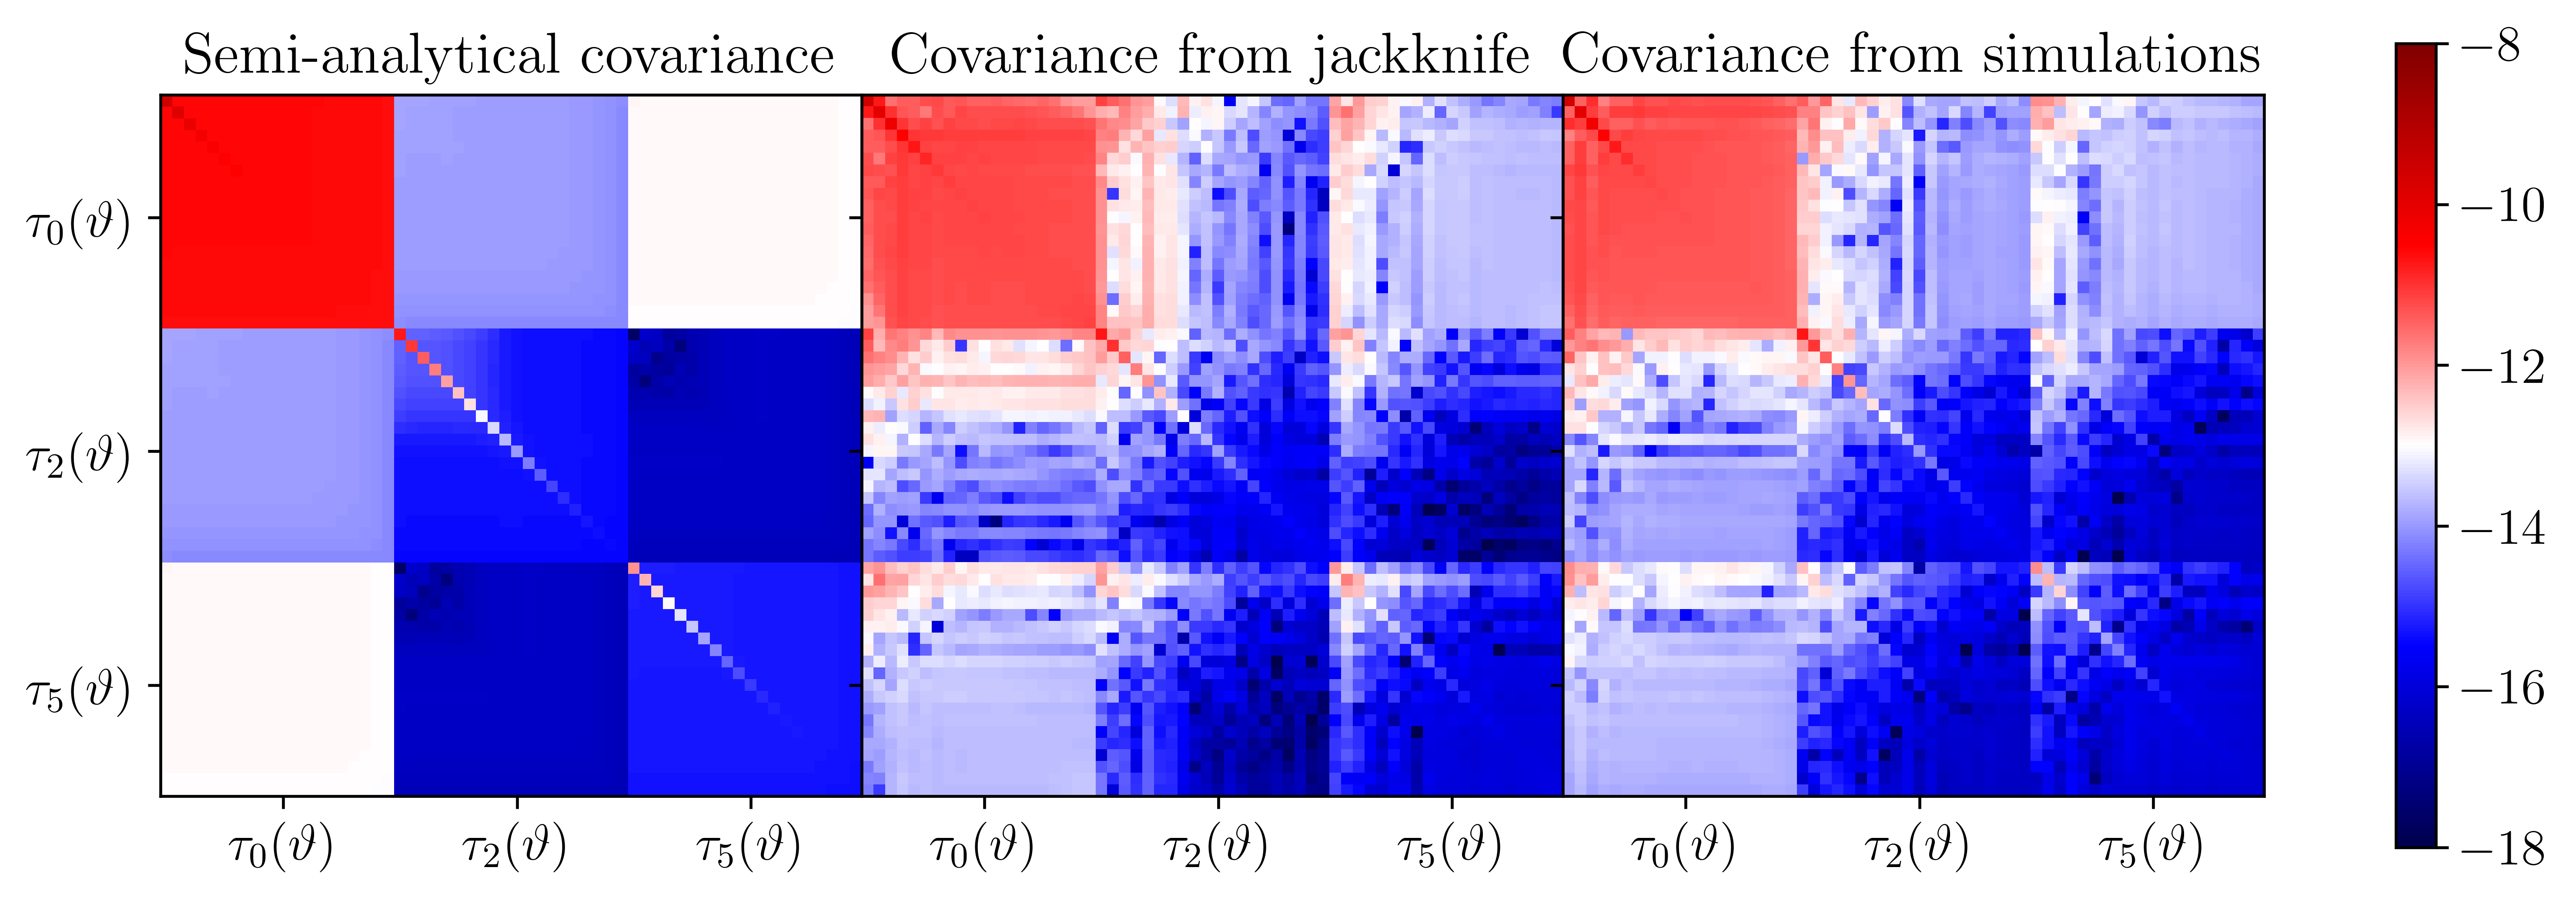 Semi-analytical covariance Covariance from jackknife Covariance from simulations
−8
−10
−12
−14
−16
−18
τ₀(ϑ)
τ₂(ϑ)
τ₅(ϑ)
τ₀(ϑ) τ₂(ϑ) τ₅(ϑ) τ₀(ϑ) τ₂(ϑ) τ₅(ϑ) τ₀(ϑ) τ₂(ϑ) τ₅(ϑ)